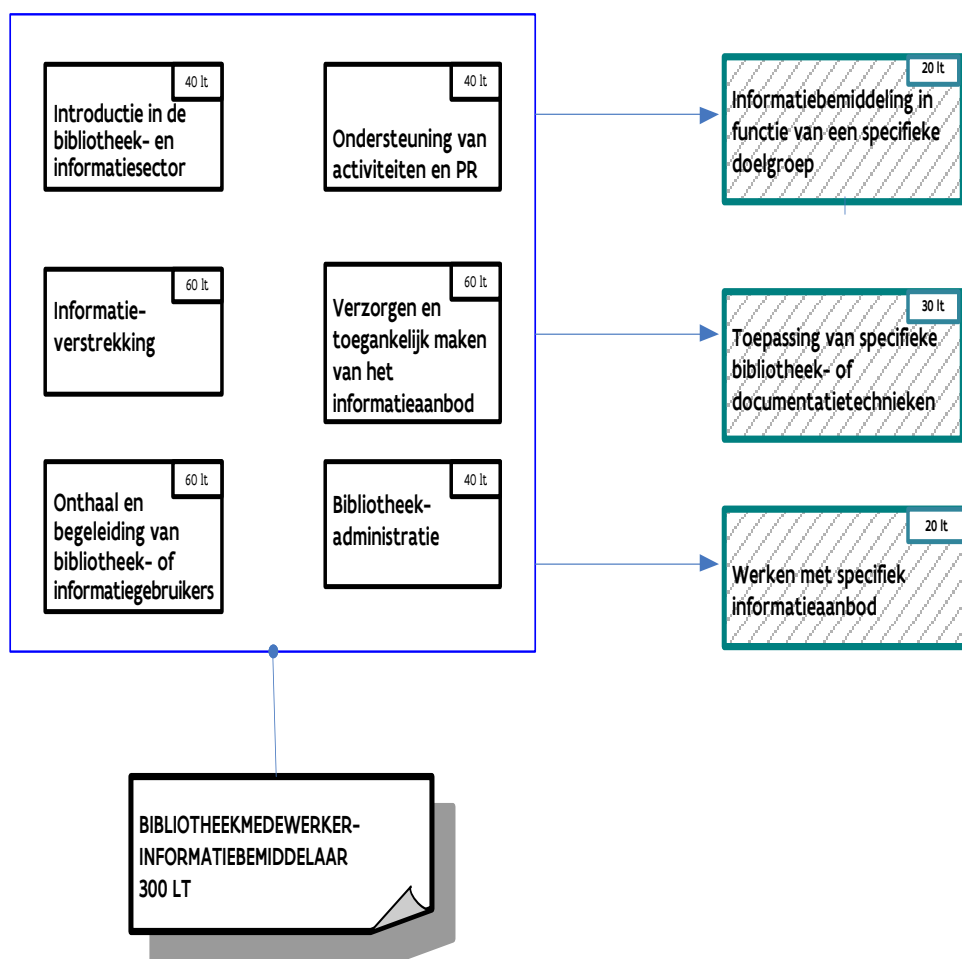 40 lt
Introductie in de
bibliotheek- en
informatiesector
40 lt
Ondersteuning van
activiteiten en PR
20 lt
Informatiebemiddeling in
functie van een specifieke
doelgroep
60 lt
Informatie-
verstrekking
60 lt
Verzorgen en
toegankelijk maken
van het
informatieaanbod
30 lt
Toepassing van specifieke
bibliotheek- of
documentatietechnieken
60 lt
Onthaal en
begeleiding van
bibliotheek- of
informatiegebruikers
40 lt
Bibliotheek-
administratie
20 lt
Werken met specifiek
informatieaanbod
BIBLIOTHEEKMEDEWERKER-
INFORMATIEBEMIDDELAAR
300 LT